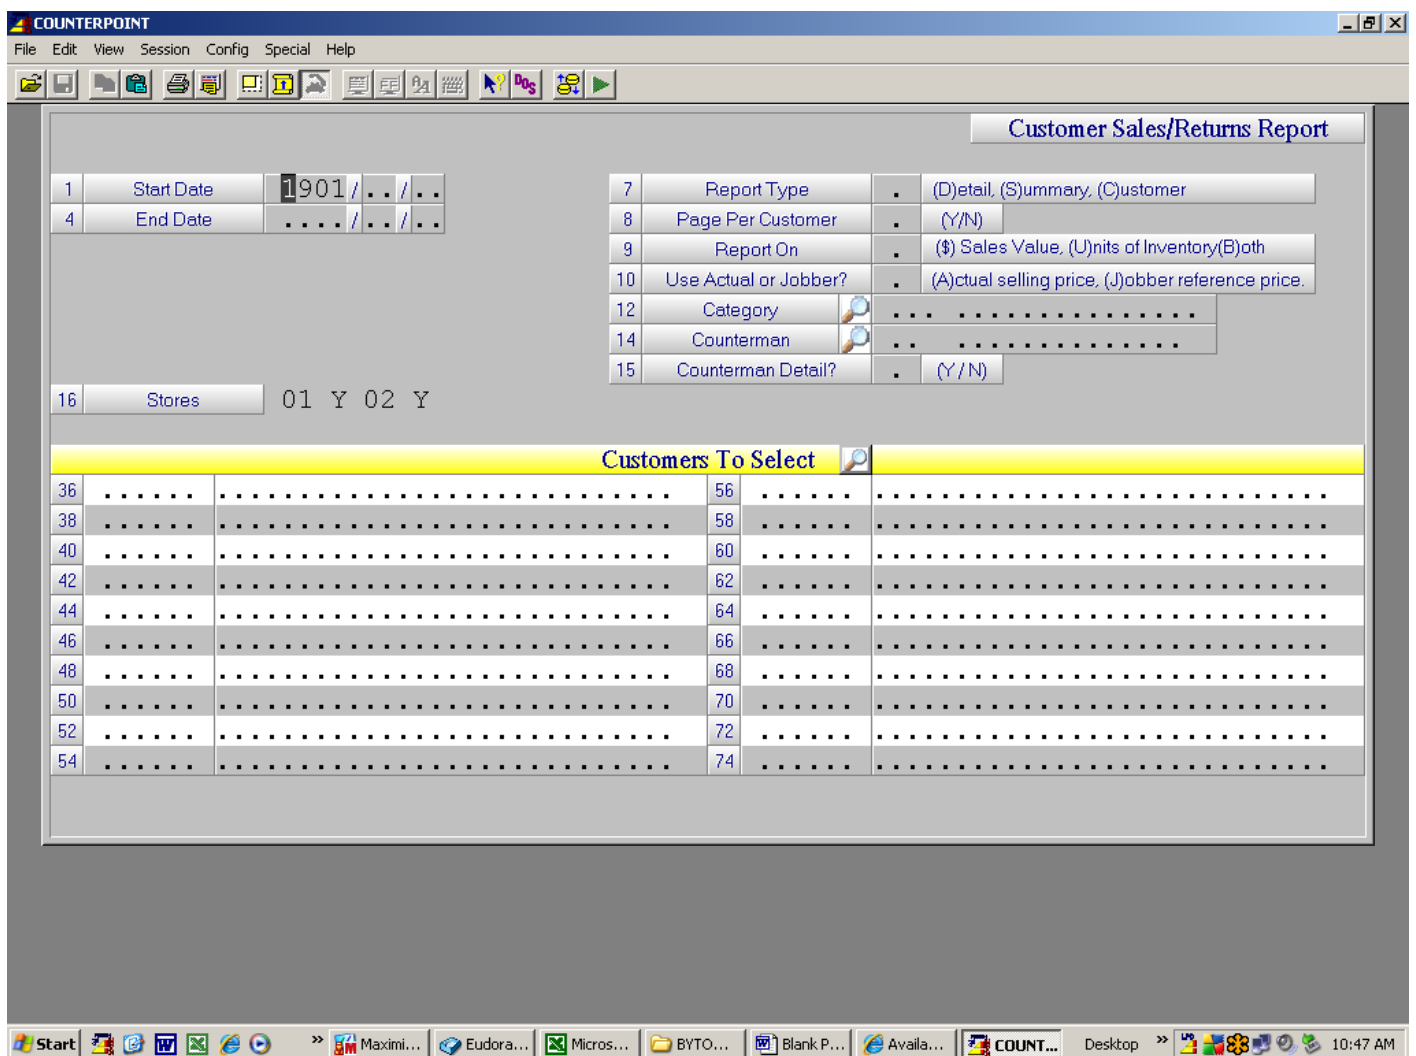 COUNTERPOINT
File Edit View Session Config Special Help
DOS
Customer Sales/Returns Report
1 Start Date 1901/../..
4 End Date ..../../..
7 Report Type . (D)etail, (S)ummary, (C)ustomer
8 Page Per Customer . (Y/N)
9 Report On . ($) Sales Value, (U)nits of Inventory(B)oth
10 Use Actual or Jobber? . (A)ctual selling price, (J)obber reference price.
12 Category ... ...............
14 Counterman .. ..............
15 Counterman Detail? . (Y/N)
16 Stores 01 Y 02 Y
Customers To Select
36 ...... ............................ 56 ...... ............................
38 ...... ............................ 58 ...... ............................
40 ...... ............................ 60 ...... ............................
42 ...... ............................ 62 ...... ............................
44 ...... ............................ 64 ...... ............................
46 ...... ............................ 66 ...... ............................
48 ...... ............................ 68 ...... ............................
50 ...... ............................ 70 ...... ............................
52 ...... ............................ 72 ...... ............................
54 ...... ............................ 74 ...... ............................
Start » Maximi... Eudora... Micros... BYTO... Blank P... Availa... COUNT... Desktop » 10:47 AM